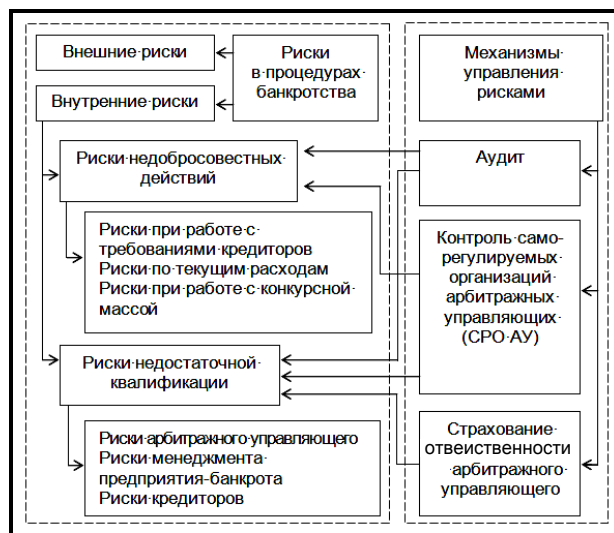 Внешние·риски
Внутренние·риски
Риски·
в·процедурах·
банкротства
Риски·недобросовестных·
действий
Риски·при·работе·с·
требованиями·кредиторов
Риски·по·текущим·расходам
Риски·при·работе·с·конкурсной·
массой
Риски·недостаточной·
квалификации
Риски·арбитражного·управляющего
Риски·менеджмента·
предприятия-банкрота
Риски·кредиторов
Механизмы·
управления·
рисками
Аудит
Контроль·само-
регулируемых·
организаций·
арбитражных·
управляющих·
(СРО·АУ)
Страхование·
отвеиственности
·арбитражного·
управляющего